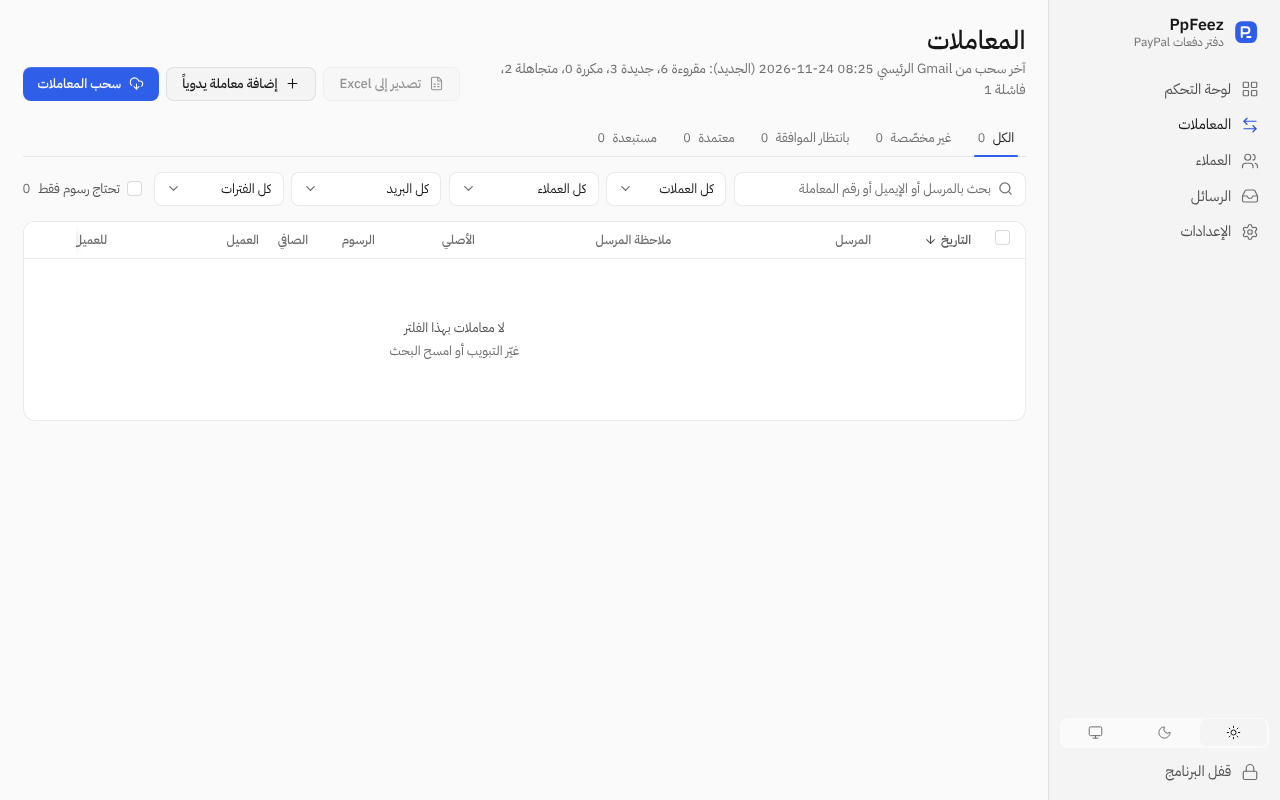 PpFeez
دفتر دفعات PayPal
لوحة التحكم
المعاملات
العملاء
الرسائل
الإعدادات
قفل البرنامج
المعاملات
آخر سحب من Gmail الرئيسي 08:25 24-11-2026 (الجديد): مقروءة 6، جديدة 3، مكررة 0، متجاهلة 2،
فاشلة 1
تصدير إلى Excel
إضافة معاملة يدوياً
سحب المعاملات
الكل 0
غير مخصّصة 0
بانتظار الموافقة 0
معتمدة 0
مستبعدة 0
بحث بالمرسل أو الإيميل أو رقم المعاملة
كل العملات
كل العملاء
كل البريد
كل الفترات
تحتاج رسوم فقط 0
التاريخ المرسل ملاحظة المرسل الأصلي الرسوم الصافي العميل للعميل
لا معاملات بهذا الفلتر
غيّر التبويب أو امسح البحث